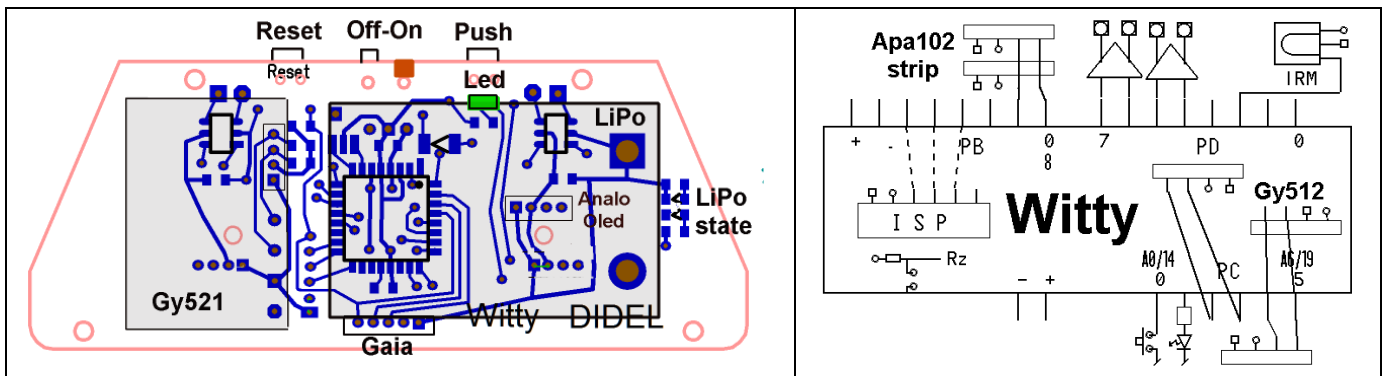 Reset Off-On Push
Reset
Led
LiPo
Analo
Oled
LiPo
state
Gy521
Witty DIDEL
Gaia
Apa102
strip
IRM
+ - PB 0 7 PD 0
8
I S P
Witty
Gy512
Rz
A0/14 A6/19
0 PC 5
- +